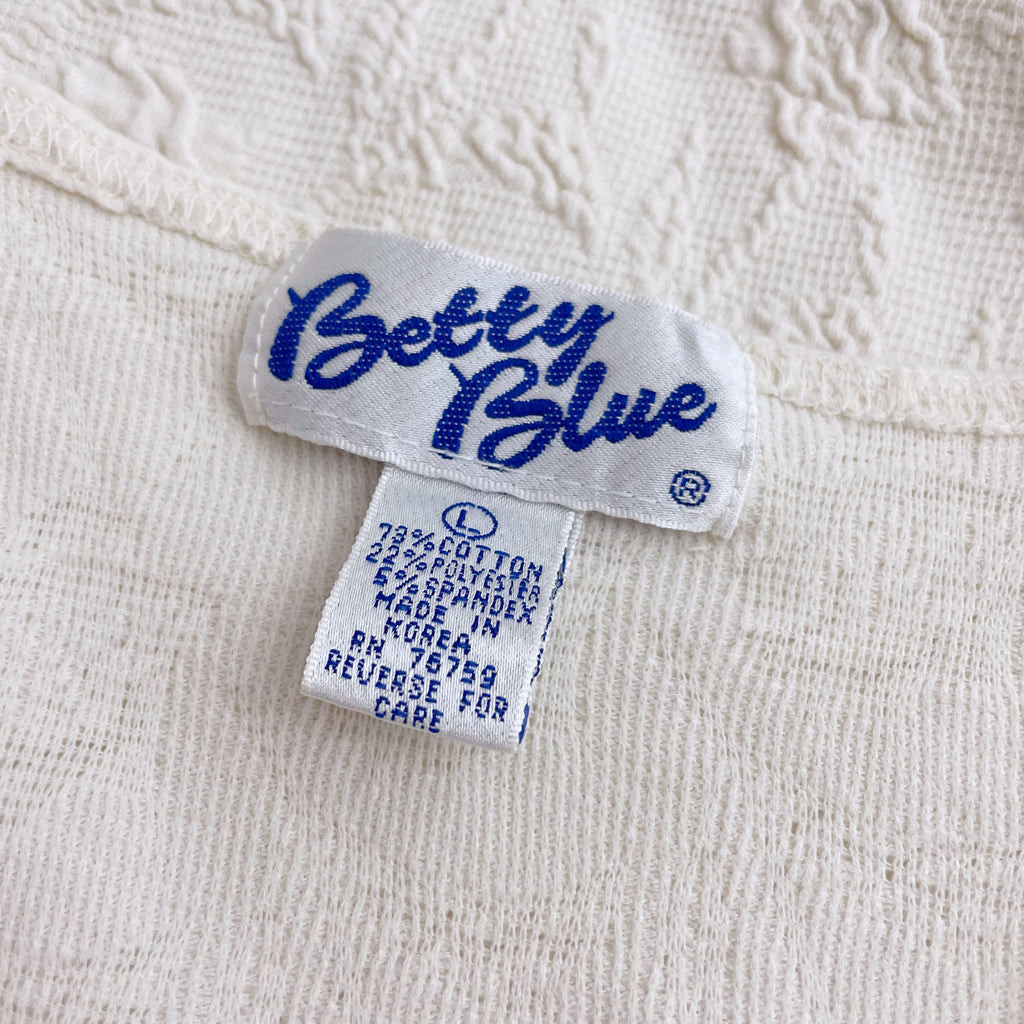 Betty
Blue
®
L
73% COTTON
22% POLYESTER
5% SPANDEX
MADE IN
KOREA
RN 76759
REVERSE FOR
CARE